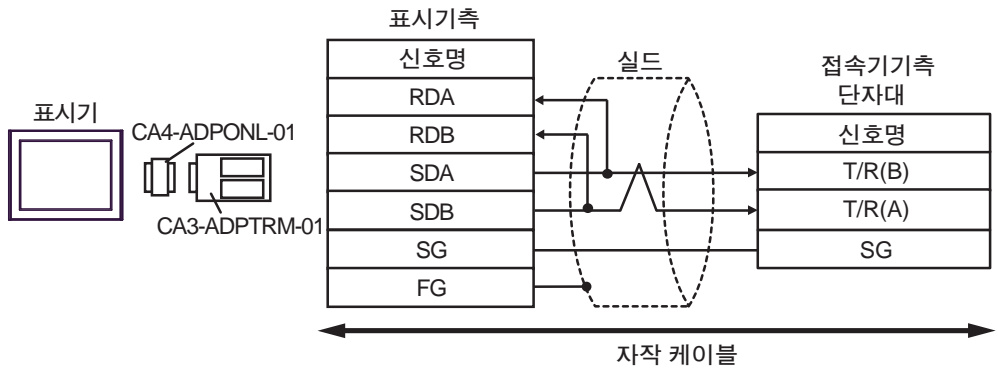 표시기측
표시기
CA4-ADPONL-01
CA3-ADPTRM-01
신호명
RDA
RDB
SDA
SDB
SG
FG
실드
접속기기측
단자대
신호명
T/R(B)
T/R(A)
SG
자작 케이블